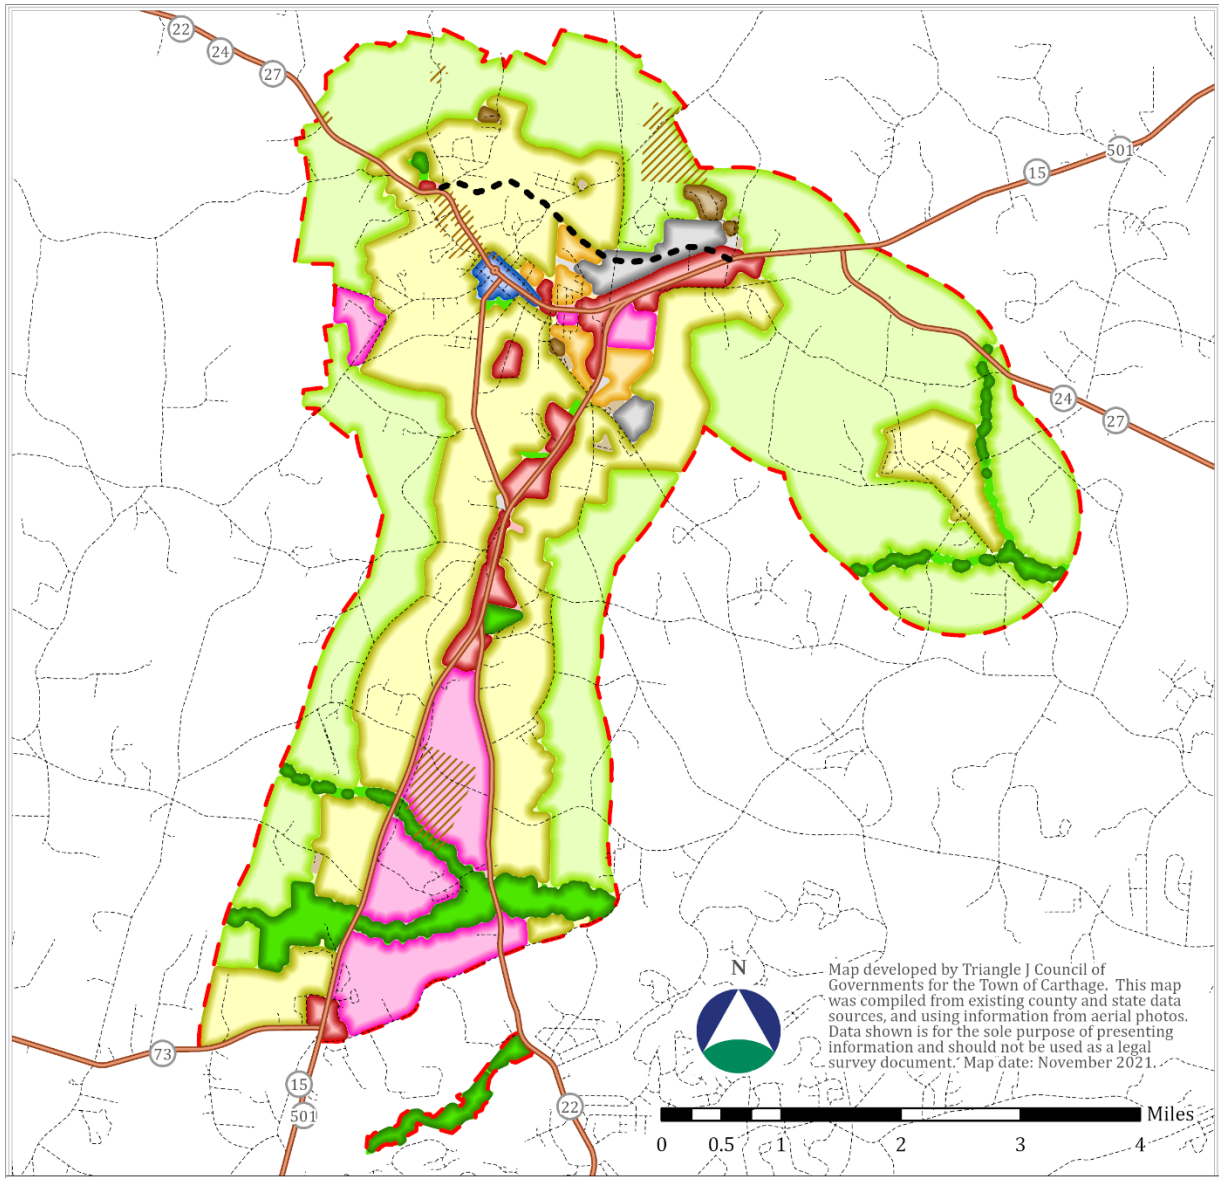 22
24
27
501
15
24
27
N
Map developed by Triangle J Council of
Governments for the Town of Carthage. This map
was compiled from existing county and state data
sources, and using information from aerial photos.
Data shown is for the sole purpose of presenting
information and should not be used as a legal
survey document. Map date: November 2021.
73
15
501
22
Miles
0 0.5 1 2 3 4